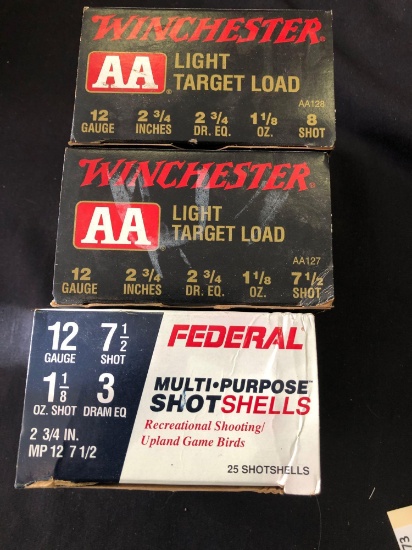 WINCHESTER®
AA® LIGHT
TARGET LOAD
AA128
12 2 3/4 2 3/4 1 1/8 8
GAUGE INCHES DR. EQ. OZ. SHOT
WINCHESTER®
AA LIGHT
TARGET LOAD
AA127
12 2 3/4 2 3/4 1 1/8 7 1/2
GAUGE INCHES DR. EQ. OZ. SHOT
12 7 1/2
GAUGE SHOT
1 1/8 3
OZ. SHOT DRAM EQ
2 3/4 IN.
MP 12 7 1/2
FEDERAL
MULTI•PURPOSE™
SHOTSHELLS
Recreational Shooting/
Upland Game Birds
25 SHOTSHELLS
73